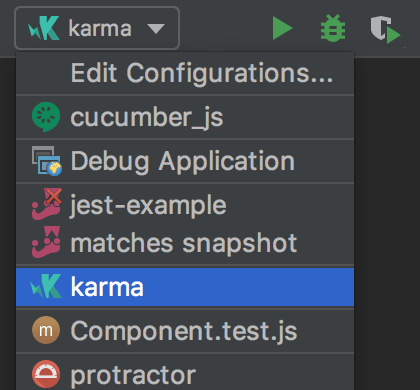 karma
Edit Configurations...
cucumber_js
Debug Application
jest-example
matches snapshot
karma
m Component.test.js
protractor